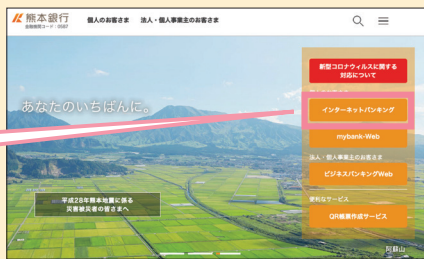 熊本銀行
金融機関コード：0587
個人のお客さま
法人・個人事業主のお客さま
新型コロナウィルスに関する
対応について
インターネットバンキング
mybank-Web
法人・個人事業主のお客さま
ビジネスバンキングWeb
便利なサービス
QR帳票作成サービス
あなたのいちばんに。
平成28年熊本地震に係る
災害被災者の皆さまへ
阿蘇山